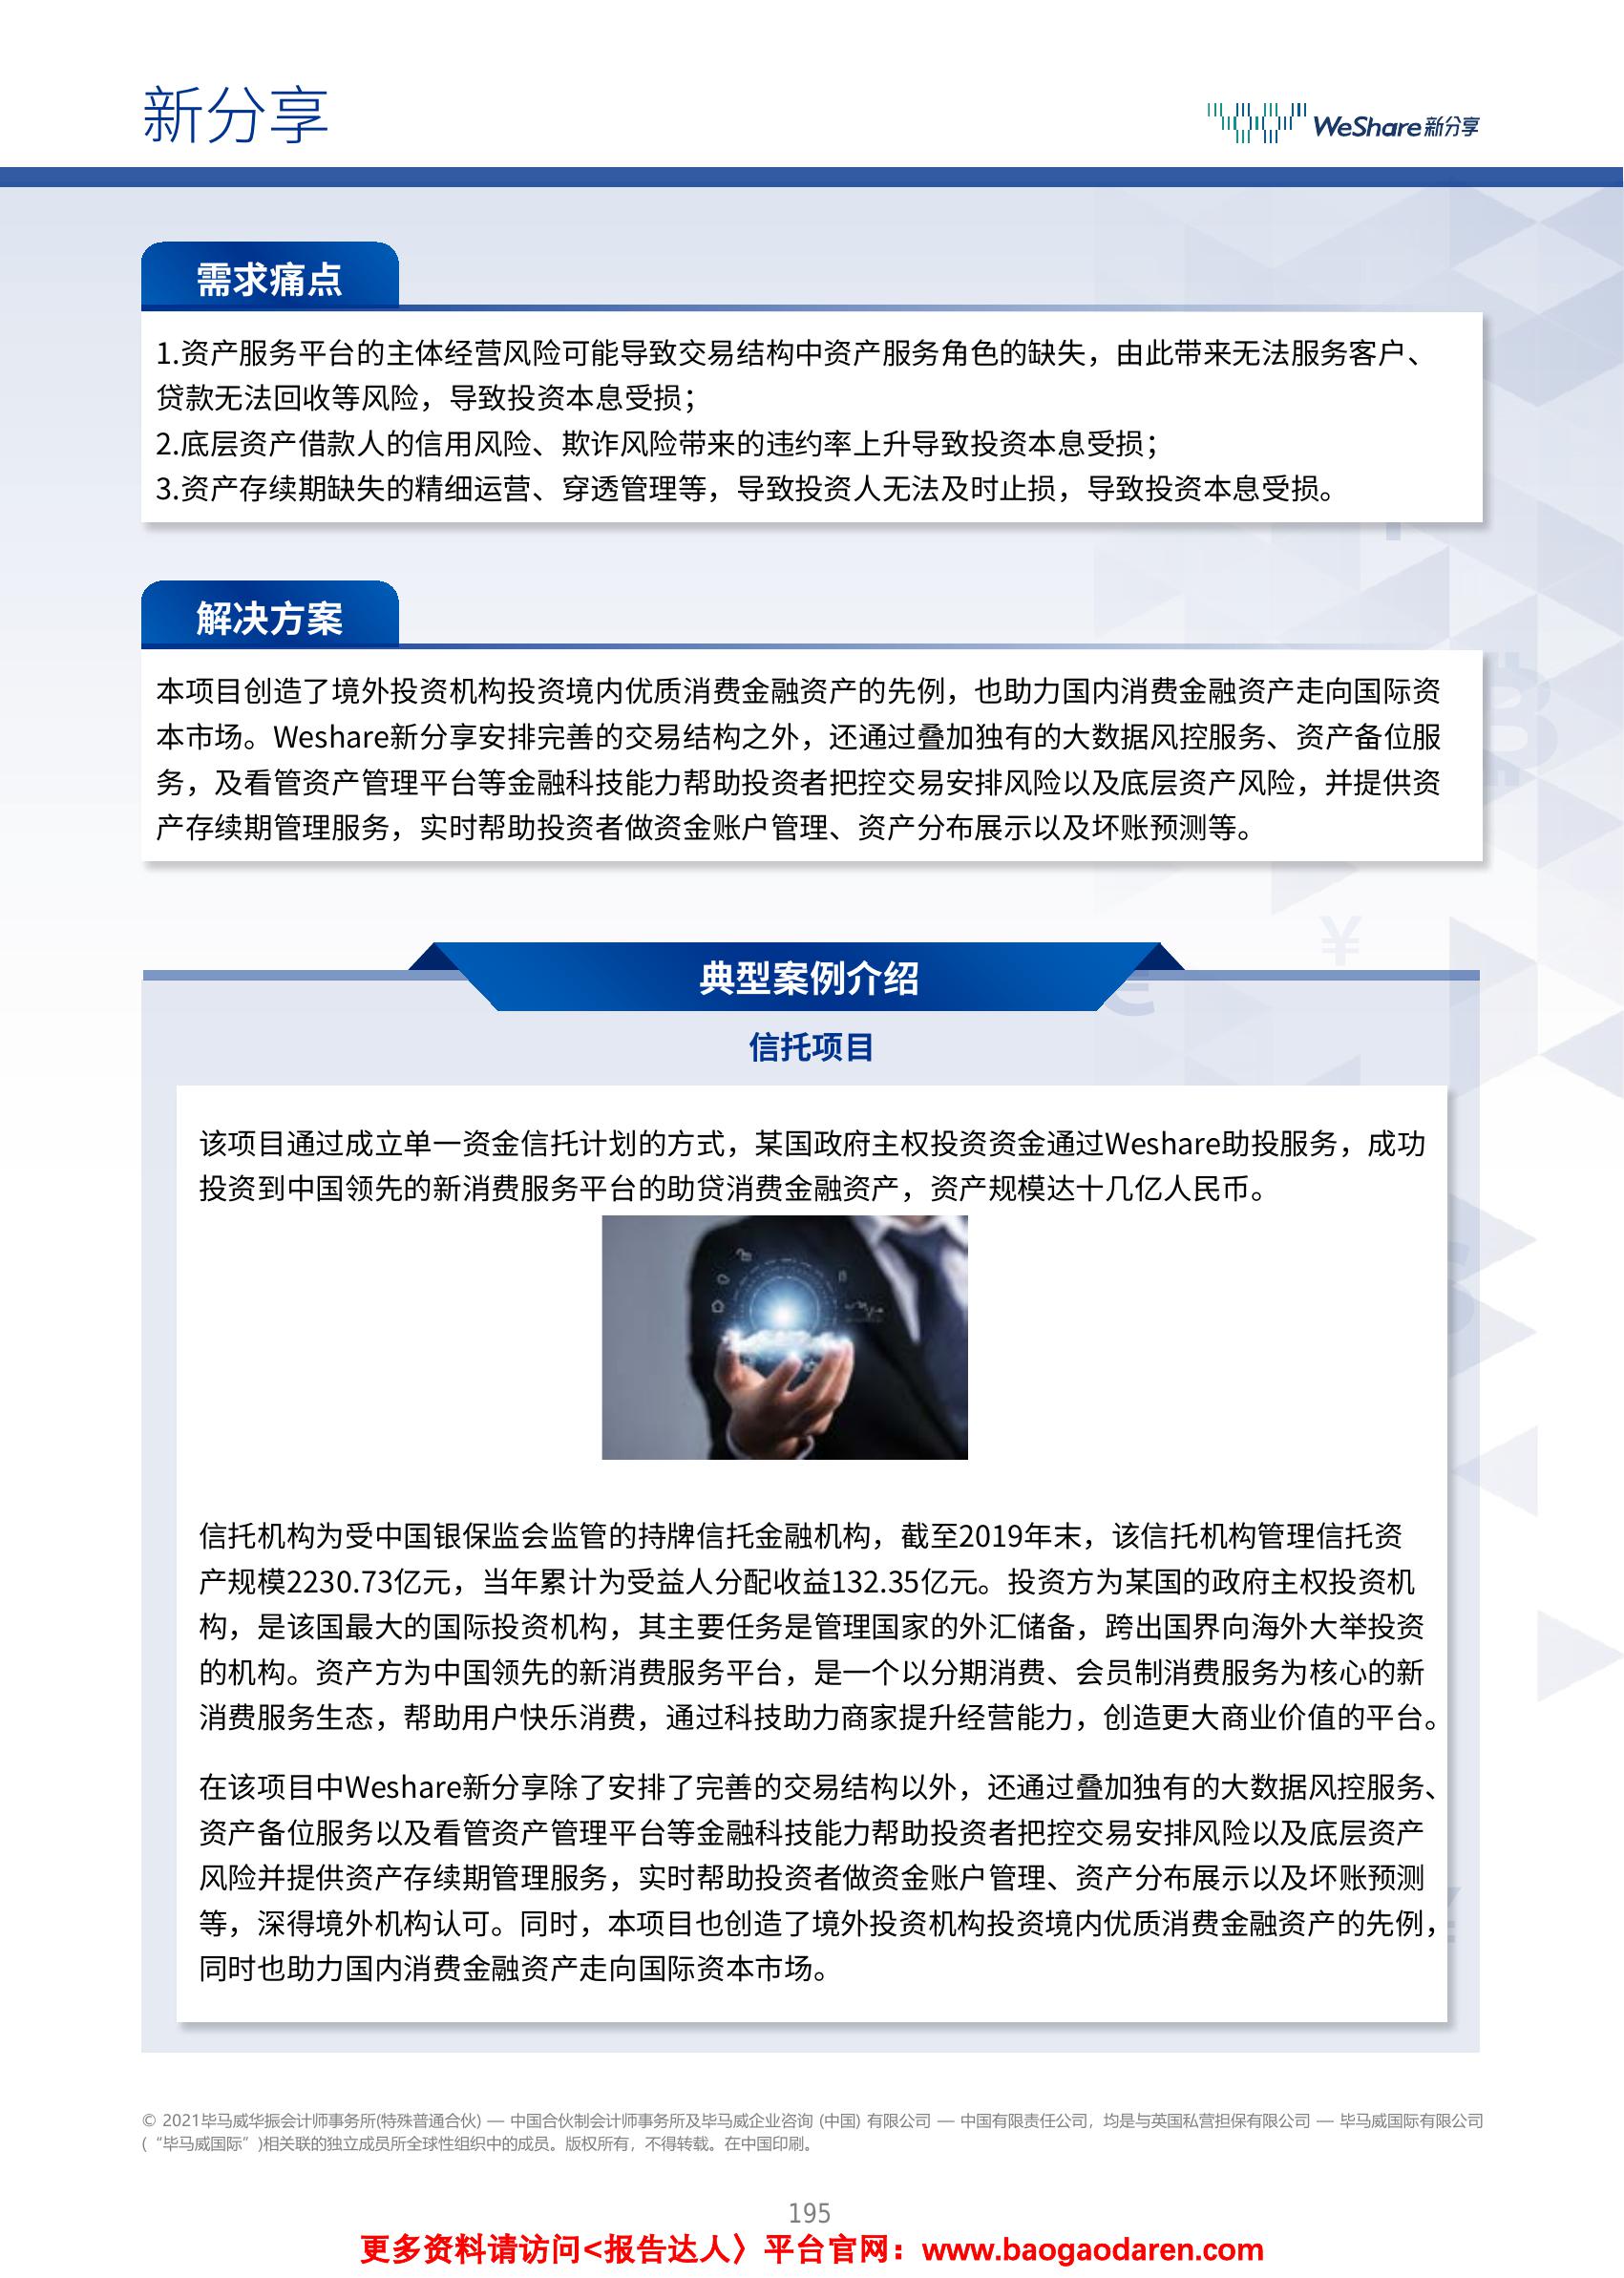 新分享
WeShare新分享
需求痛点
1.资产服务平台的主体经营风险可能导致交易结构中资产服务角色的缺失，由此带来无法服务客户、
贷款无法回收等风险，导致投资本息受损；
2.底层资产借款人的信用风险、欺诈风险带来的违约率上升导致投资本息受损；
3.资产存续期缺失的精细运营、穿透管理等，导致投资人无法及时止损，导致投资本息受损。
解决方案
本项目创造了境外投资机构投资境内优质消费金融资产的先例，也助力国内消费金融资产走向国际资
本市场。Weshare新分享安排完善的交易结构之外，还通过叠加独有的大数据风控服务、资产备位服
务，及看管资产管理平台等金融科技能力帮助投资者把控交易安排风险以及底层资产风险，并提供资
产存续期管理服务，实时帮助投资者做资金账户管理、资产分布展示以及坏账预测等。
典型案例介绍
信托项目
该项目通过成立单一资金信托计划的方式，某国政府主权投资资金通过Weshare助投服务，成功
投资到中国领先的新消费服务平台的助贷消费金融资产，资产规模达十几亿人民币。
信托机构为受中国银保监会监管的持牌信托金融机构，截至2019年末，该信托机构管理信托资
产规模2230.73亿元，当年累计为受益人分配收益132.35亿元。投资方为某国的政府主权投资机
构，是该国最大的国际投资机构，其主要任务是管理国家的外汇储备，跨出国界向海外大举投资
的机构。资产方为中国领先的新消费服务平台，是一个以分期消费、会员制消费服务为核心的新
消费服务生态，帮助用户快乐消费，通过科技助力商家提升经营能力，创造更大商业价值的平台。
在该项目中Weshare新分享除了安排了完善的交易结构以外，还通过叠加独有的大数据风控服务、
资产备位服务以及看管资产管理平台等金融科技能力帮助投资者把控交易安排风险以及底层资产
风险并提供资产存续期管理服务，实时帮助投资者做资金账户管理、资产分布展示以及坏账预测
等，深得境外机构认可。同时，本项目也创造了境外投资机构投资境内优质消费金融资产的先例，
同时也助力国内消费金融资产走向国际资本市场。
© 2021毕马威华振会计师事务所(特殊普通合伙) — 中国合伙制会计师事务所及毕马威企业咨询 (中国) 有限公司 — 中国有限责任公司，均是与英国私营担保有限公司 — 毕马威国际有限公司
(“毕马威国际”)相关联的独立成员所全球性组织中的成员。版权所有，不得转载。在中国印刷。
195
更多资料请访问<报告达人〉平台官网：www.baogaodaren.com